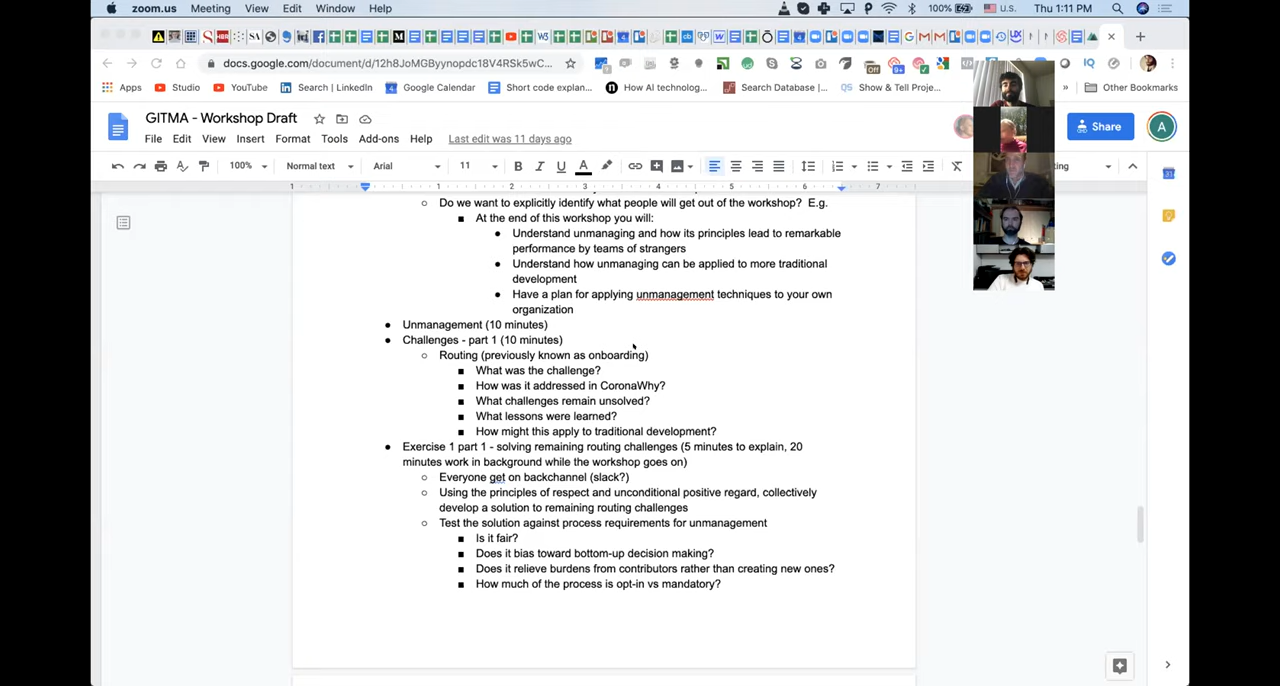 zoom.us Meeting View Edit Window Help 100% U.S. Thu 1:11 PM
docs.google.com/document/d/12h8JoMGByynopdc18V4RSk5wC...
Apps Studio YouTube Search | LinkedIn Google Calendar Short code explan... How AI technolog... Search Database |... Show & Tell Proje... » Other Bookmarks
GITMA - Workshop Draft
File Edit View Insert Format Tools Add-ons Help Last edit was 11 days ago
Share
A
100% Normal text Arial 11 B I U A
1 1 2 3 4 5 6 7
Do we want to explicitly identify what people will get out of the workshop? E.g.
At the end of this workshop you will:
Understand unmanaging and how its principles lead to remarkable
performance by teams of strangers
Understand how unmanaging can be applied to more traditional
development
Have a plan for applying unmanagement techniques to your own
organization
Unmanagement (10 minutes)
Challenges - part 1 (10 minutes)
Routing (previously known as onboarding)
What was the challenge?
How was it addressed in CoronaWhy?
What challenges remain unsolved?
What lessons were learned?
How might this apply to traditional development?
Exercise 1 part 1 - solving remaining routing challenges (5 minutes to explain, 20
minutes work in background while the workshop goes on)
Everyone get on backchannel (slack?)
Using the principles of respect and unconditional positive regard, collectively
develop a solution to remaining routing challenges
Test the solution against process requirements for unmanagement
Is it fair?
Does it bias toward bottom-up decision making?
Does it relieve burdens from contributors rather than creating new ones?
How much of the process is opt-in vs mandatory?